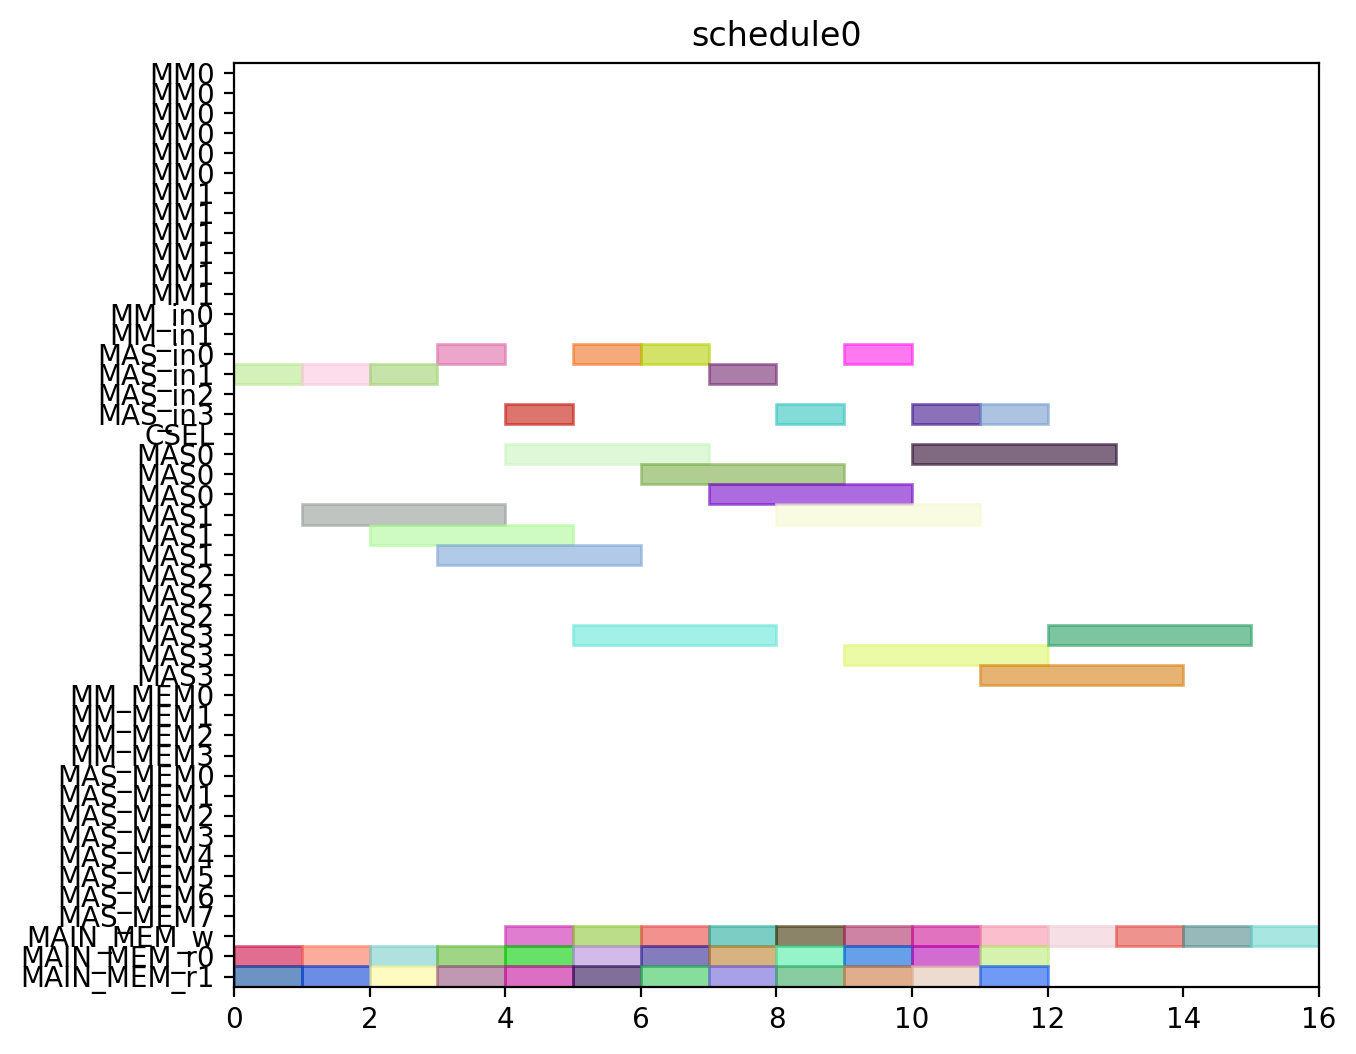 schedule0
MM0
MM0
MM0
MM0
MM0
MM0
MM1
MM1
MM1
MM1
MM1
MM1
MM_in0
MM_in1
MAS_in0
MAS_in1
MAS_in2
MAS_in3
CSEL
MAS0
MAS0
MAS0
MAS1
MAS1
MAS1
MAS2
MAS2
MAS2
MAS3
MAS3
MAS3
MM_MEM0
MM_MEM1
MM_MEM2
MM_MEM3
MAS_MEM0
MAS_MEM1
MAS_MEM2
MAS_MEM3
MAS_MEM4
MAS_MEM5
MAS_MEM6
MAS_MEM7
MAIN_MEM_w
MAIN_MEM_r0
MAIN_MEM_r1
0 2 4 6 8 10 12 14 16